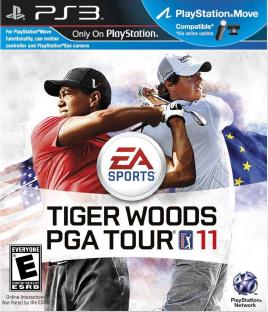 PS3
PlayStation®Move
Compatible*
*Via online update
Only On PlayStation®
For PlayStation®Move
functionality, use motion
controller and PlayStation®Eye camera
EA
SPORTS
TIGER WOODS
PGA TOUR 11
EVERYONE
E
ESRB
Online Interactions
Not Rated by the ESRB
PlayStation
Network